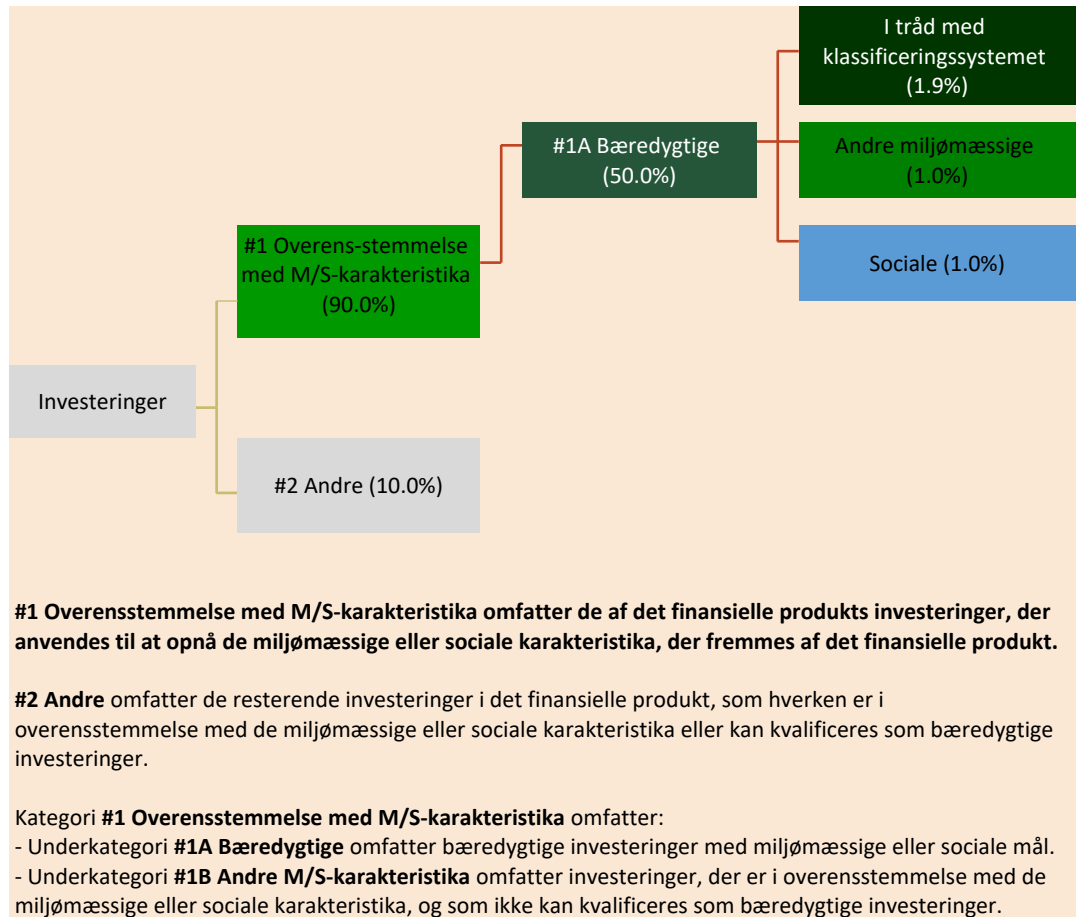 I tråd med
klassificeringssystemet
(1.9%)
#1A Bæredygtige
(50.0%)
Andre miljømæssige
(1.0%)
#1 Overens-stemmelse
med M/S-karakteristika
(90.0%)
Sociale (1.0%)
Investeringer
#2 Andre (10.0%)
#1 Overensstemmelse med M/S-karakteristika omfatter de af det finansielle produkts investeringer, der
anvendes til at opnå de miljømæssige eller sociale karakteristika, der fremmes af det finansielle produkt.
#2 Andre omfatter de resterende investeringer i det finansielle produkt, som hverken er i
overensstemmelse med de miljømæssige eller sociale karakteristika eller kan kvalificeres som bæredygtige
investeringer.
Kategori #1 Overensstemmelse med M/S-karakteristika omfatter:
- Underkategori #1A Bæredygtige omfatter bæredygtige investeringer med miljømæssige eller sociale mål.
- Underkategori #1B Andre M/S-karakteristika omfatter investeringer, der er i overensstemmelse med de
miljømæssige eller sociale karakteristika, og som ikke kan kvalificeres som bæredygtige investeringer.